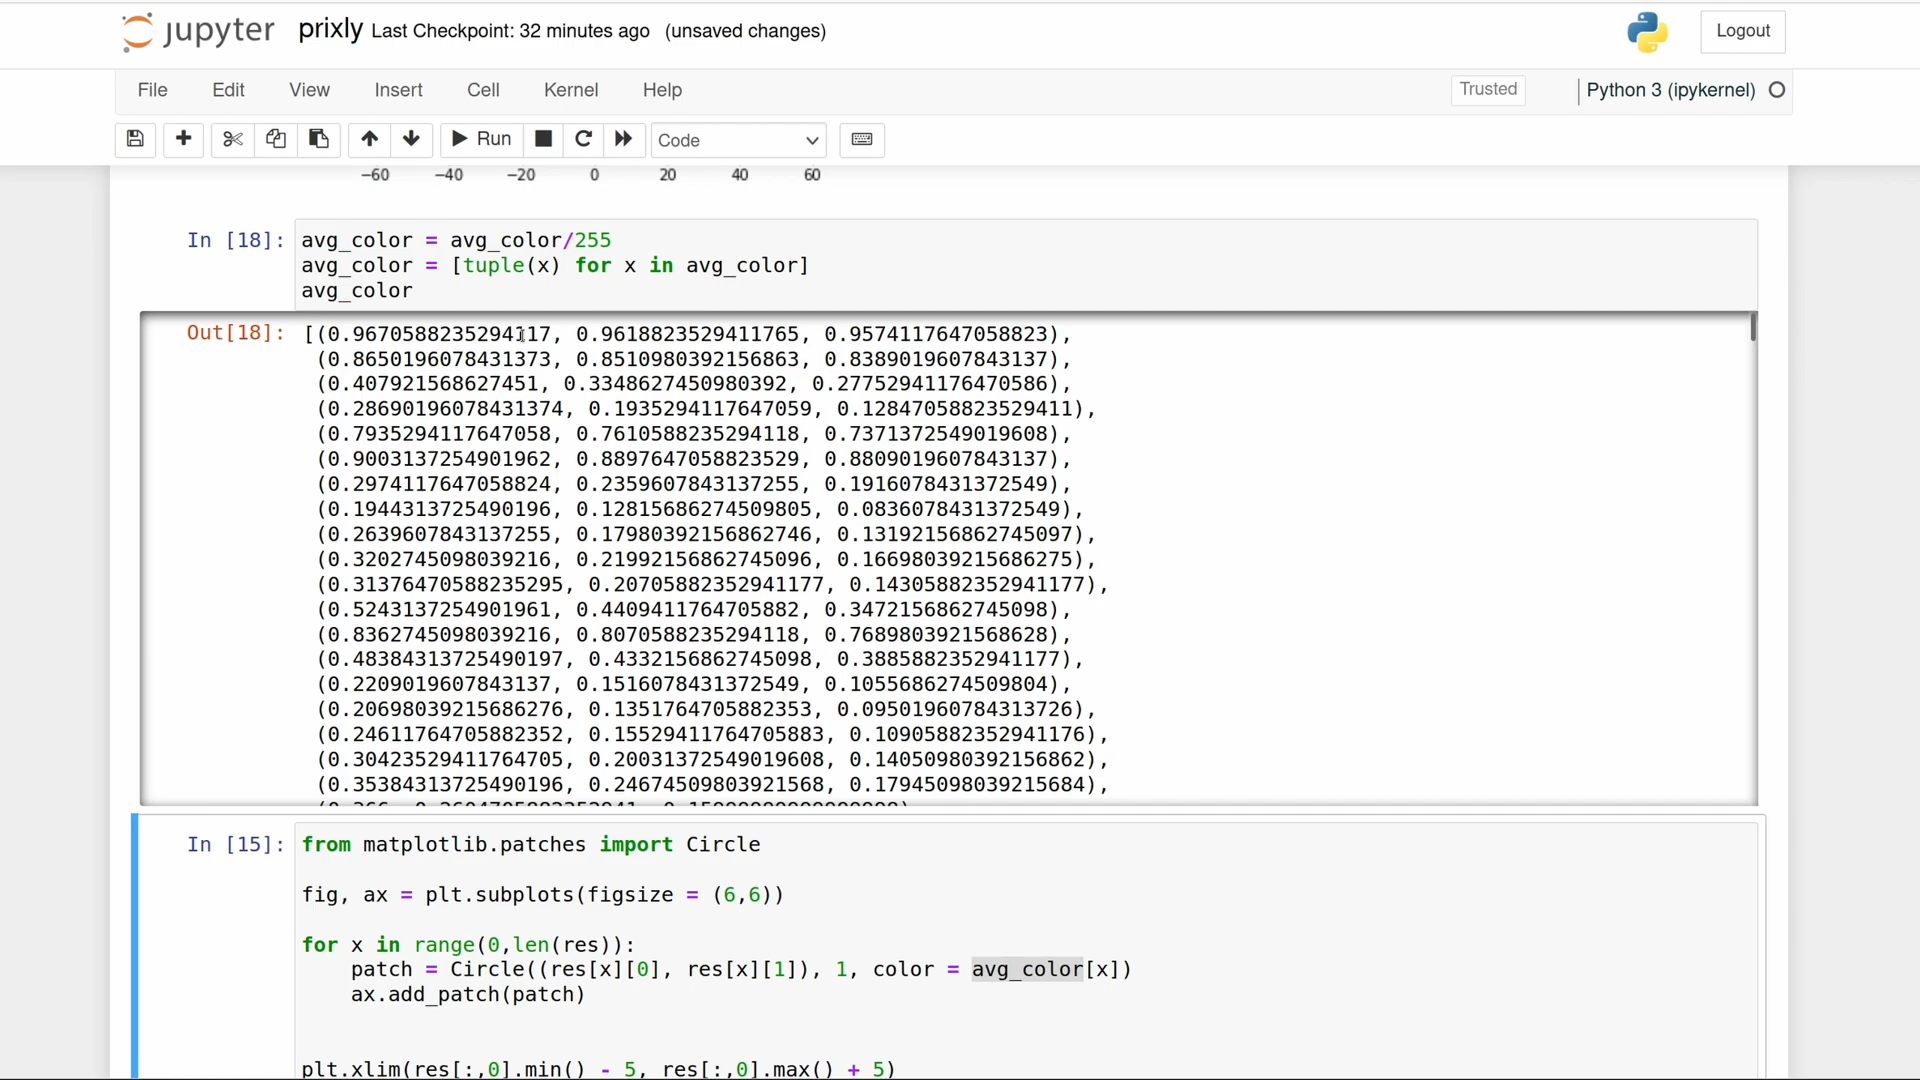 jupyter prixly Last Checkpoint: 32 minutes ago (unsaved changes) Logout
File Edit View Insert Cell Kernel Help Trusted Python 3 (ipykernel)
Run Code
−60 −40 −20 0 20 40 60
In [18]: avg_color = avg_color/255
avg_color = [tuple(x) for x in avg_color]
avg_color
Out[18]: [(0.9670588235294117, 0.9618823529411765, 0.9574117647058823),
(0.8650196078431373, 0.8510980392156863, 0.8389019607843137),
(0.407921568627451, 0.3348627450980392, 0.27752941176470586),
(0.28690196078431374, 0.1935294117647059, 0.12847058823529411),
(0.7935294117647058, 0.7610588235294118, 0.7371372549019608),
(0.9003137254901962, 0.8897647058823529, 0.8809019607843137),
(0.2974117647058824, 0.2359607843137255, 0.1916078431372549),
(0.1944313725490196, 0.12815686274509805, 0.0836078431372549),
(0.2639607843137255, 0.17980392156862746, 0.13192156862745097),
(0.3202745098039216, 0.21992156862745096, 0.16698039215686275),
(0.31376470588235295, 0.20705882352941177, 0.14305882352941177),
(0.5243137254901961, 0.4409411764705882, 0.3472156862745098),
(0.8362745098039216, 0.8070588235294118, 0.7689803921568628),
(0.48384313725490197, 0.4332156862745098, 0.3885882352941177),
(0.2209019607843137, 0.1516078431372549, 0.1055686274509804),
(0.20698039215686276, 0.1351764705882353, 0.09501960784313726),
(0.24611764705882352, 0.15529411764705883, 0.10905882352941176),
(0.30423529411764705, 0.20031372549019608, 0.14050980392156862),
(0.35384313725490196, 0.24674509803921568, 0.17945098039215684),
In [15]: from matplotlib.patches import Circle
fig, ax = plt.subplots(figsize = (6,6))
for x in range(0,len(res)):
patch = Circle((res[x][0], res[x][1]), 1, color = avg_color[x])
ax.add_patch(patch)
plt.xlim(res[:,0].min() - 5, res[:,0].max() + 5)